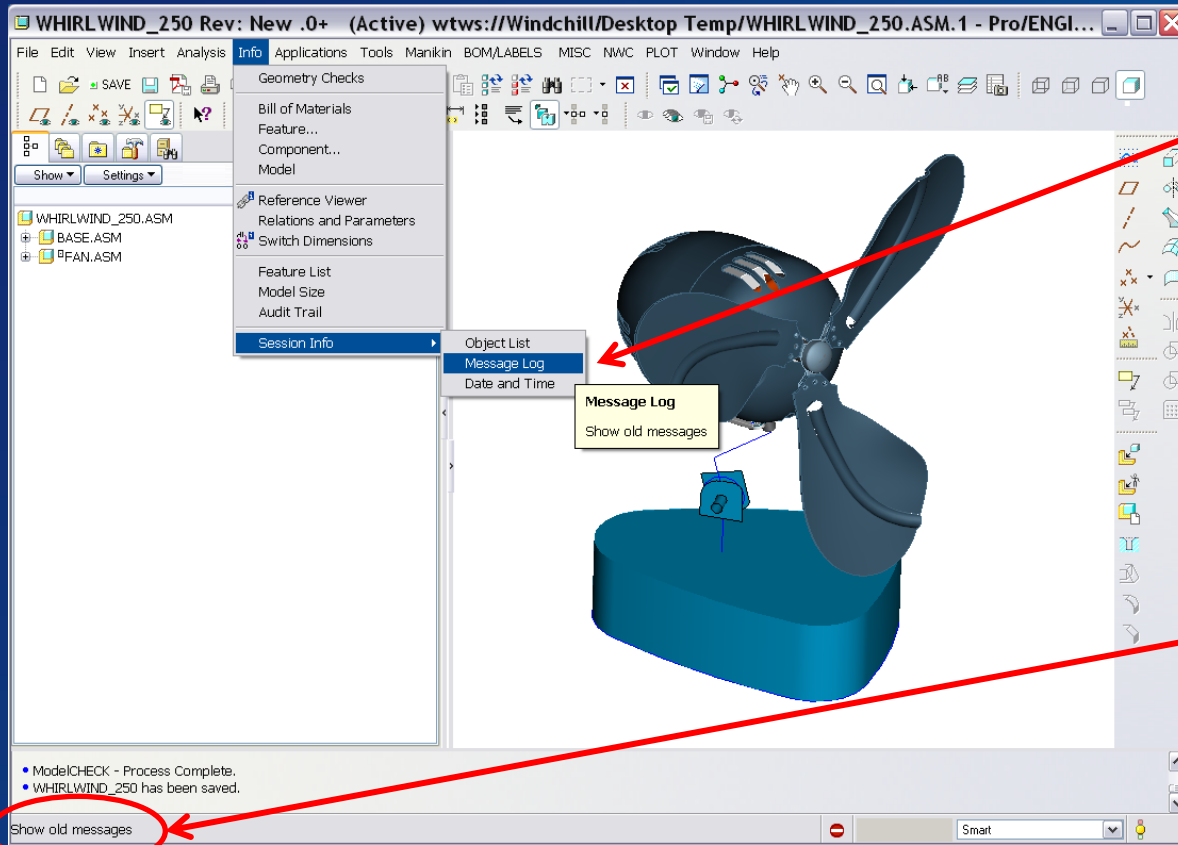 WHIRLWIND_250 Rev: New .0+ (Active) wtws://Windchill/Desktop Temp/WHIRLWIND_250.ASM.1 - Pro/ENGI...
File Edit View Insert Analysis Info Applications Tools Manikin BOM/LABELS MISC NWC PLOT Window Help
SAVE
Geometry Checks
Bill of Materials
Feature...
Component...
Model
Reference Viewer
Relations and Parameters
Switch Dimensions
Feature List
Model Size
Audit Trail
Session Info
Object List
Message Log
Date and Time
Message Log
Show old messages
Show Settings
WHIRLWIND_250.ASM
BASE.ASM
FAN.ASM
• ModelCHECK - Process Complete.
• WHIRLWIND_250 has been saved.
Show old messages
Smart